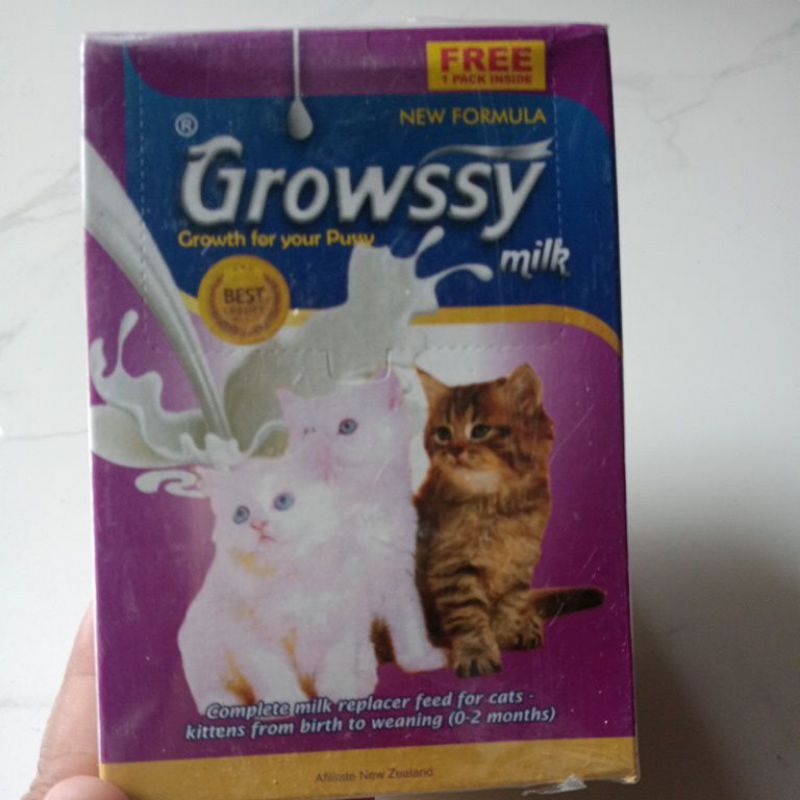 FREE
1 PACK INSIDE
NEW FORMULA
®
Growssy
Growth for your Pussy
milk
BEST
Complete milk replacer feed for cats -
kittens from birth to weaning (0-2 months)
Affiliate New Zealand